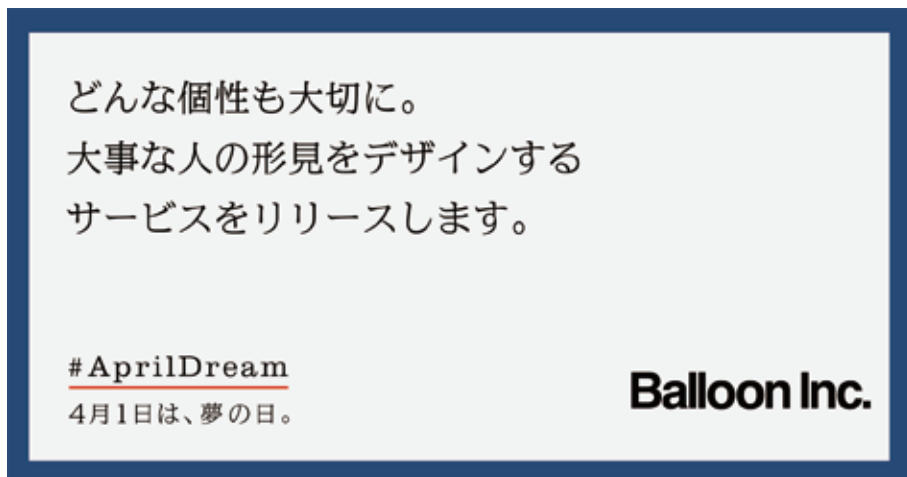 どんな個性も大切に。
大事な人の形見をデザインする
サービスをリリースします。
#AprilDream
4月1日は、夢の日。
Balloon Inc.